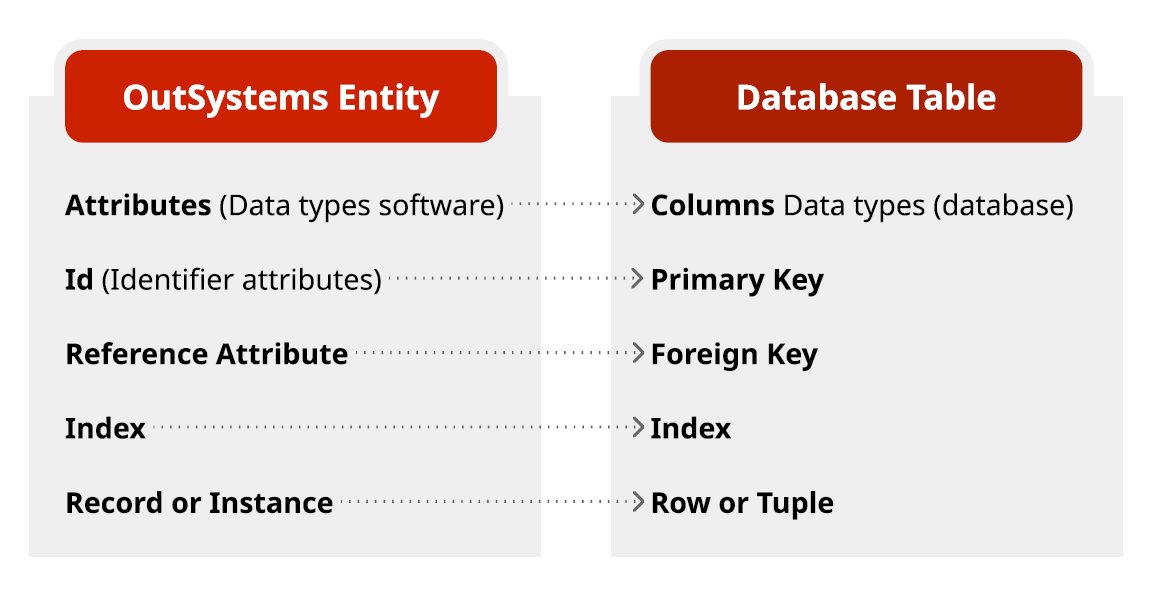 OutSystems Entity
Database Table
Attributes (Data types software)
Columns Data types (database)
Id (Identifier attributes)
Primary Key
Reference Attribute
Foreign Key
Index
Index
Record or Instance
Row or Tuple